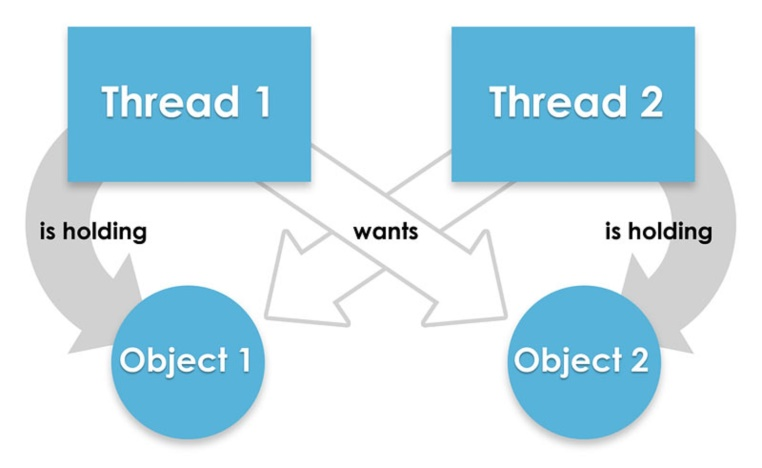 Thread 1
Thread 2
is holding
wants
is holding
Object 1
Object 2